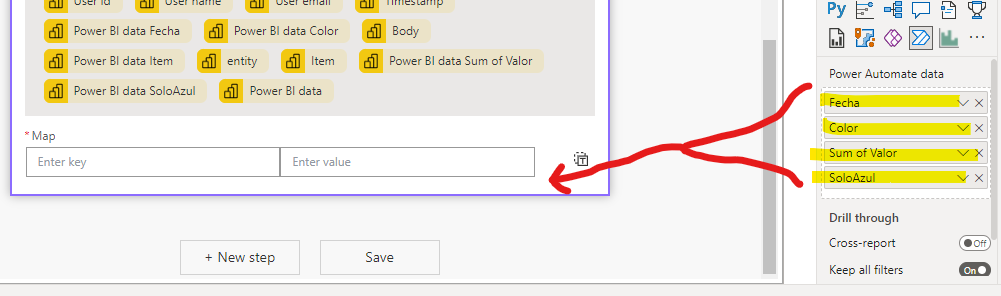 User id User name User email Timestamp
Power BI data Fecha Power BI data Color Body
Power BI data Item entity Item Power BI data Sum of Valor
Power BI data SoloAzul Power BI data
* Map
Enter key Enter value
+ New step Save
Py
Power Automate data
Fecha
Color
Sum of Valor
SoloAzul
Drill through
Cross-report Off
Keep all filters On